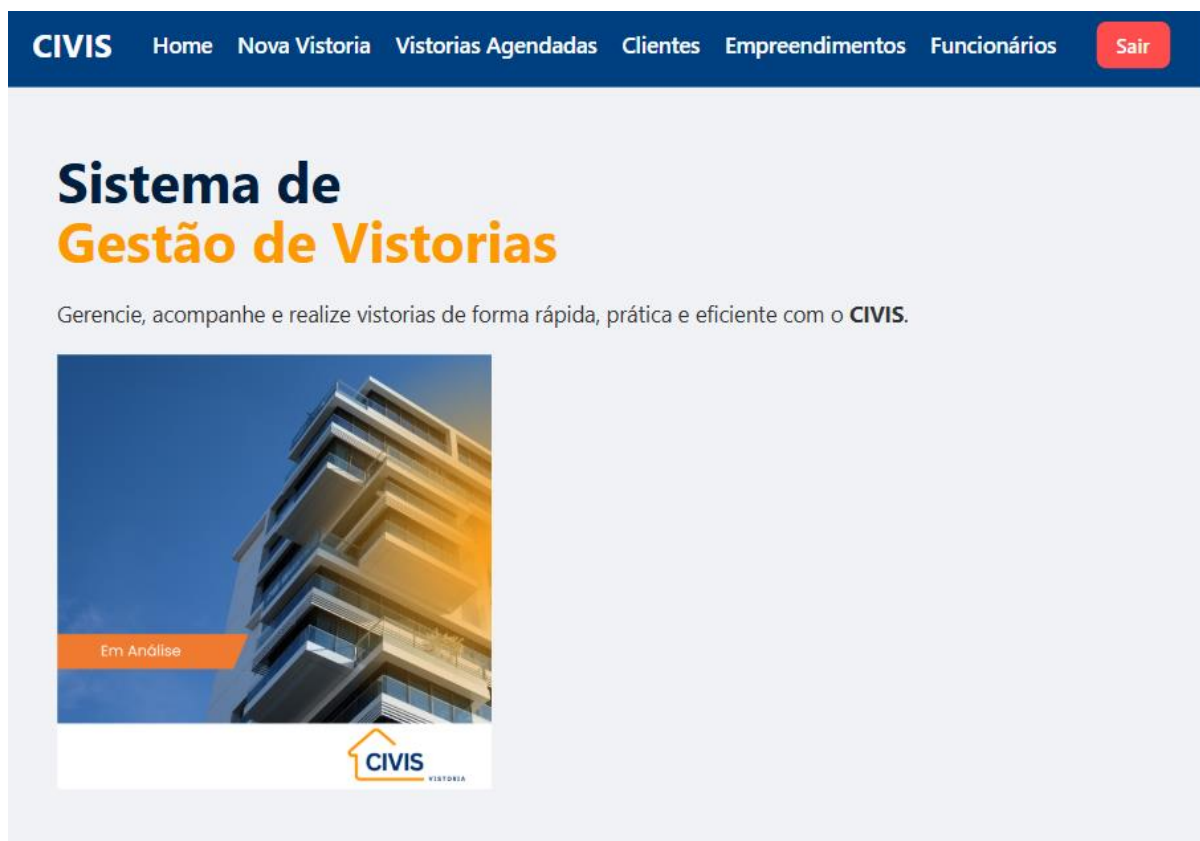 CIVIS Home Nova Vistoria Vistorias Agendadas Clientes Empreendimentos Funcionários Sair
Sistema de
Gestão de Vistorias
Gerencie, acompanhe e realize vistorias de forma rápida, prática e eficiente com o CIVIS.
Em Análise
CIVIS
VISTORIA